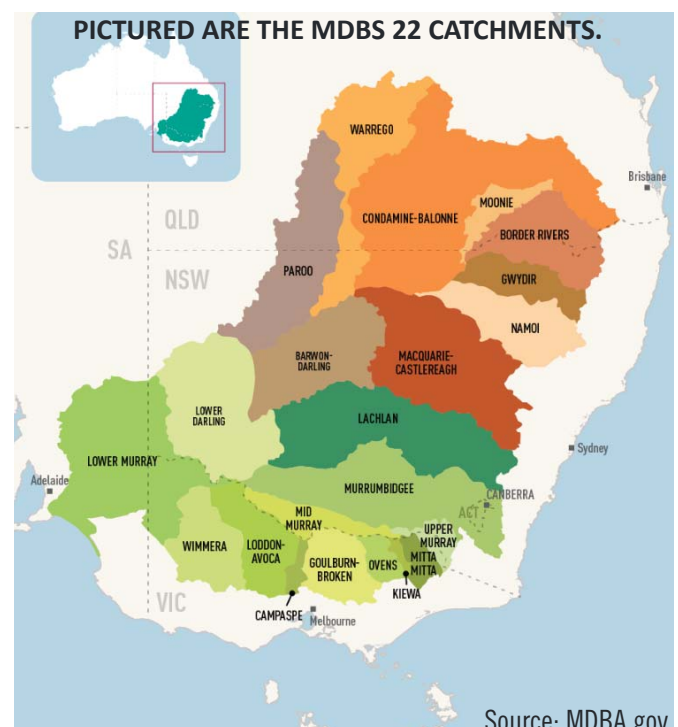 PICTURED ARE THE MDBS 22 CATCHMENTS.
WARREGO
Brisbane
MOONIE
CONDAMINE-BALONNE
QLD
BORDER RIVERS
SA
PAROO
NSW
GWYDIR
NAMOI
BARWON-
DARLING
MACQUARIE-
CASTLEREAGH
LOWER
DARLING
LACHLAN
Sydney
LOWER MURRAY
Adelaide
MURRUMBIDGEE
CANBERRA
ACT
MID
MURRAY
UPPER
MURRAY
WIMMERA
LODDON-
AVOCA
GOULBURN-
BROKEN
OVENS
MITTA
MITTA
KIEWA
VIC
CAMPASPE
Melbourne
Source: MDBA.gov